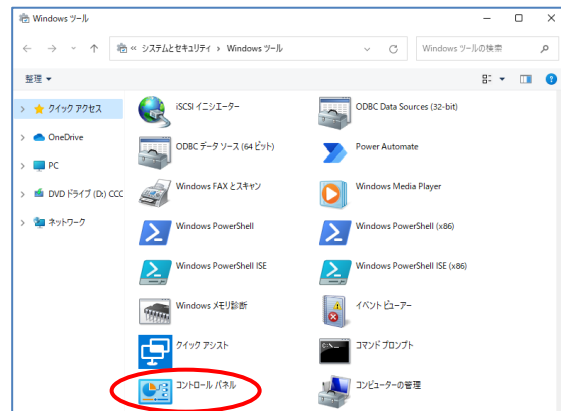 Windows ツール
« システムとセキュリティ › Windows ツール
Windows ツールの検索
整理
クイック アクセス
OneDrive
PC
DVD ドライブ (D:) CCC
ネットワーク
iSCSI イニシエーター
ODBC Data Sources (32-bit)
ODBC データ ソース (64 ビット)
Power Automate
Windows FAX とスキャン
Windows Media Player
Windows PowerShell
Windows PowerShell (x86)
Windows PowerShell ISE
Windows PowerShell ISE (x86)
Windows メモリ診断
イベント ビューアー
クイック アシスト
コマンド プロンプト
コントロール パネル
コンピューターの管理